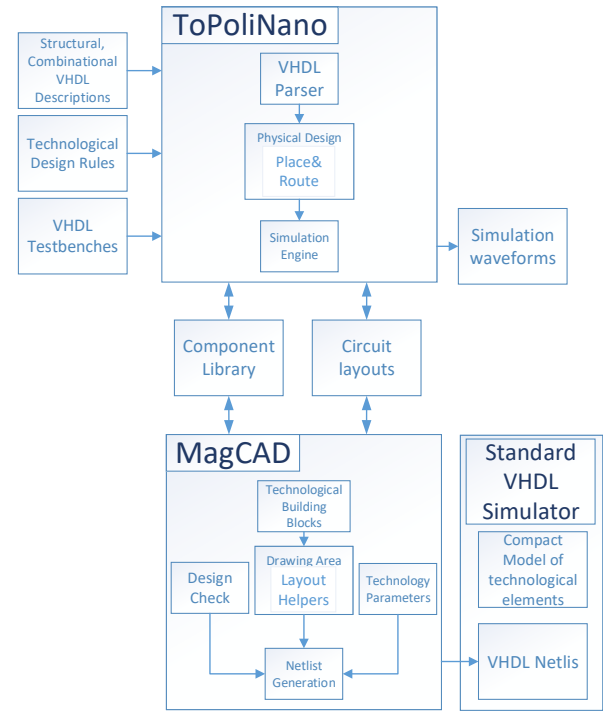 ToPoliNano
Structural,
Combinational
VHDL
Descriptions
Technological
Design Rules
VHDL
Testbenches
VHDL
Parser
Physical Design
Place&
Route
Simulation
Engine
Simulation
waveforms
Component
Library
Circuit
layouts
MagCAD
Technological
Building
Blocks
Design
Check
Drawing Area
Layout
Helpers
Technology
Parameters
Netlist
Generation
Standard
VHDL
Simulator
Compact
Model of
technological
elements
VHDL Netlis